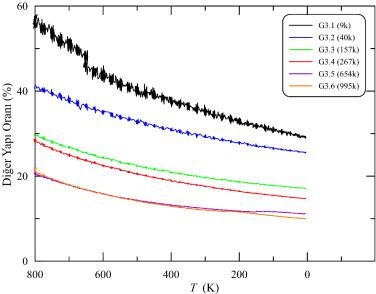 60
40
20
0
Diğer Yapı Oranı (%)
G3.1 (9k)
G3.2 (40k)
G3.3 (157k)
G3.4 (267k)
G3.5 (654k)
G3.6 (995k)
800
600
400
200
0
T (K)